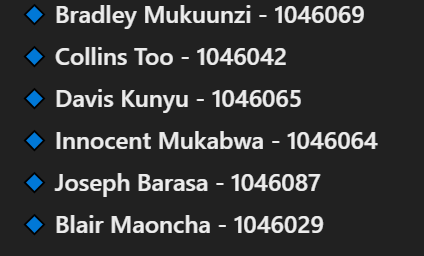 Bradley Mukuunzi - 1046069
Collins Too - 1046042
Davis Kunyu - 1046065
Innocent Mukabwa - 1046064
Joseph Barasa - 1046087
Blair Maoncha - 1046029